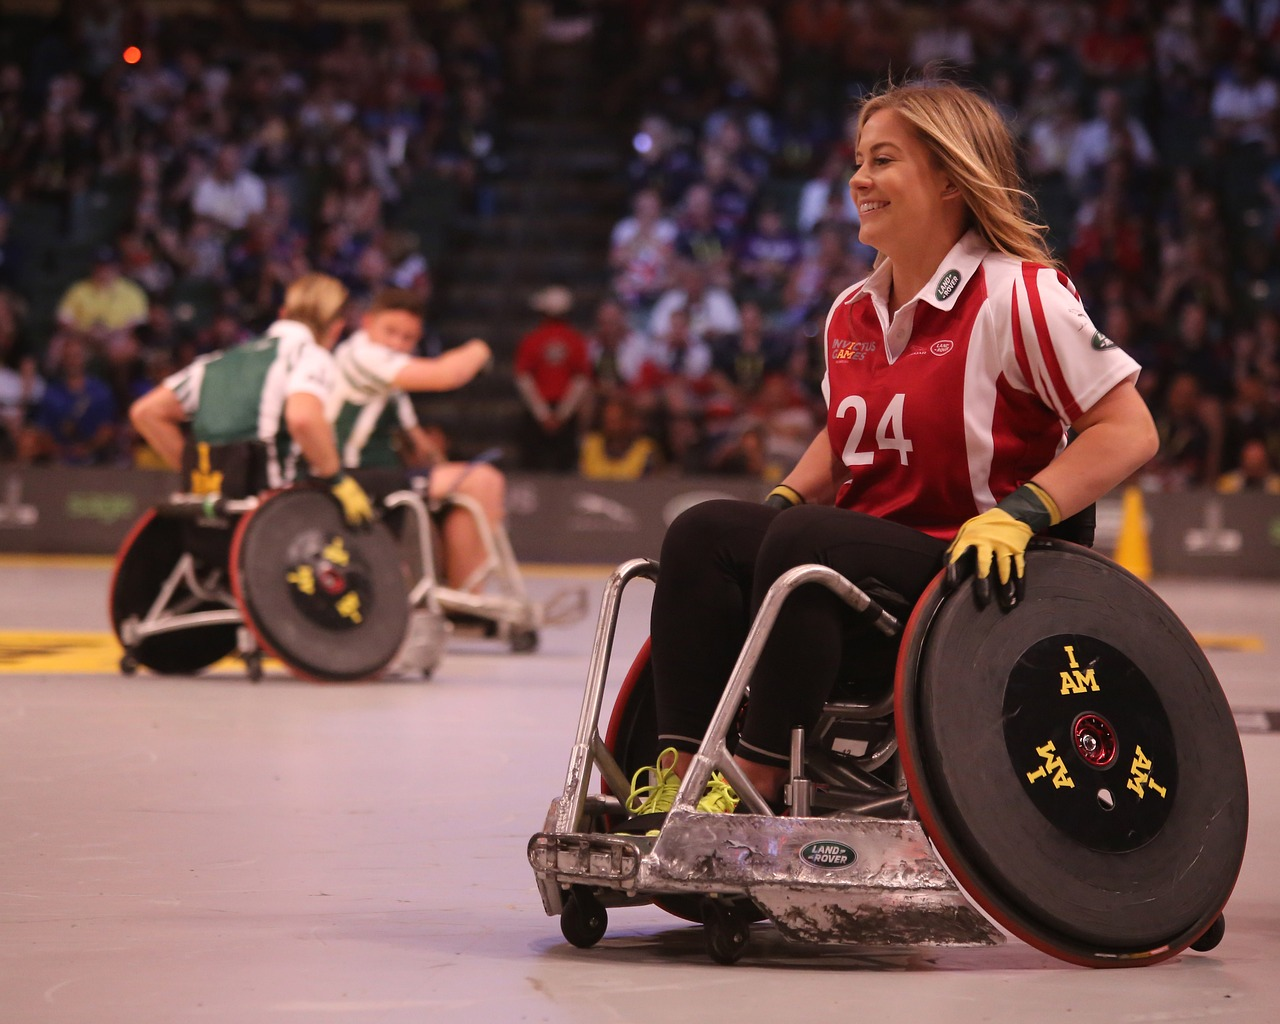 LAND
ROVER
INVICTUS
GAMES
LAND
ROVER
24
I
AM
I
AM
I
AM
LAND
ROVER